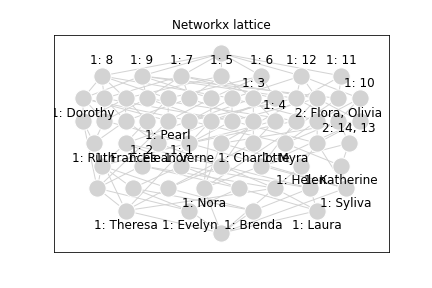 Networkx lattice
1: 8
1: 9
1: 7
1: 5
1: 6
1: 12
1: 11
1: 3
1: 10
1: 4
1: Dorothy
2: Flora, Olivia
2: 14, 13
1: Pearl
1: 2
1: 1
1: Ruth
1: Frances
1: Eleanor
1: Verne
1: Charlotte
1: Myra
1: Helen
1: Katherine
1: Nora
1: Syliva
1: Theresa
1: Evelyn
1: Brenda
1: Laura